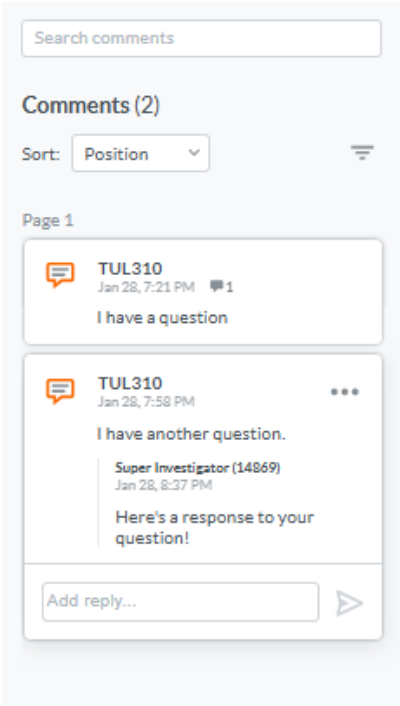 Search comments
Comments (2)
Sort: Position
Page 1
TUL310
Jan 28, 7:21 PM 1
I have a question
TUL310
Jan 28, 7:58 PM
I have another question.
Super Investigator (14869)
Jan 28, 8:37 PM
Here's a response to your
question!
Add reply...